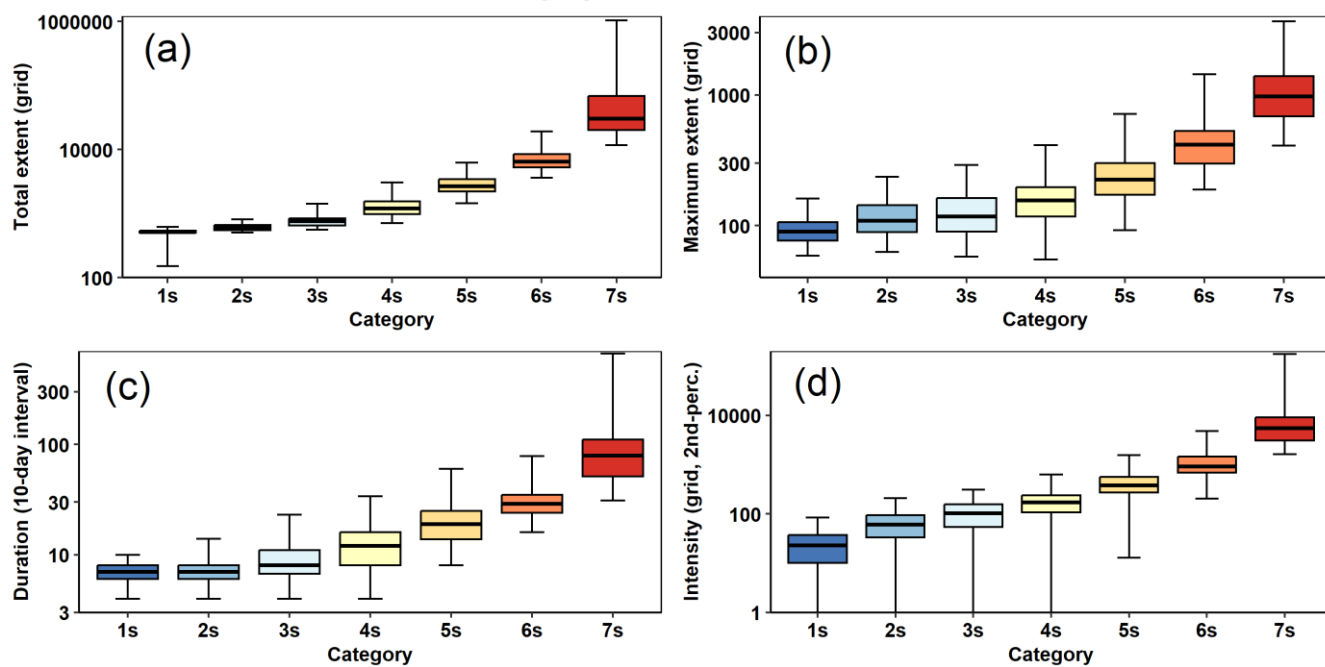 (a)
Total extent (grid)
1000000
10000
100
1s 2s 3s 4s 5s 6s 7s
Category
(b)
Maximum extent (grid)
3000
1000
300
100
1s 2s 3s 4s 5s 6s 7s
Category
(c)
Duration (10-day interval)
300
100
30
10
3
1s 2s 3s 4s 5s 6s 7s
Category
(d)
Intensity (grid, 2nd-perc.)
10000
100
1
1s 2s 3s 4s 5s 6s 7s
Category